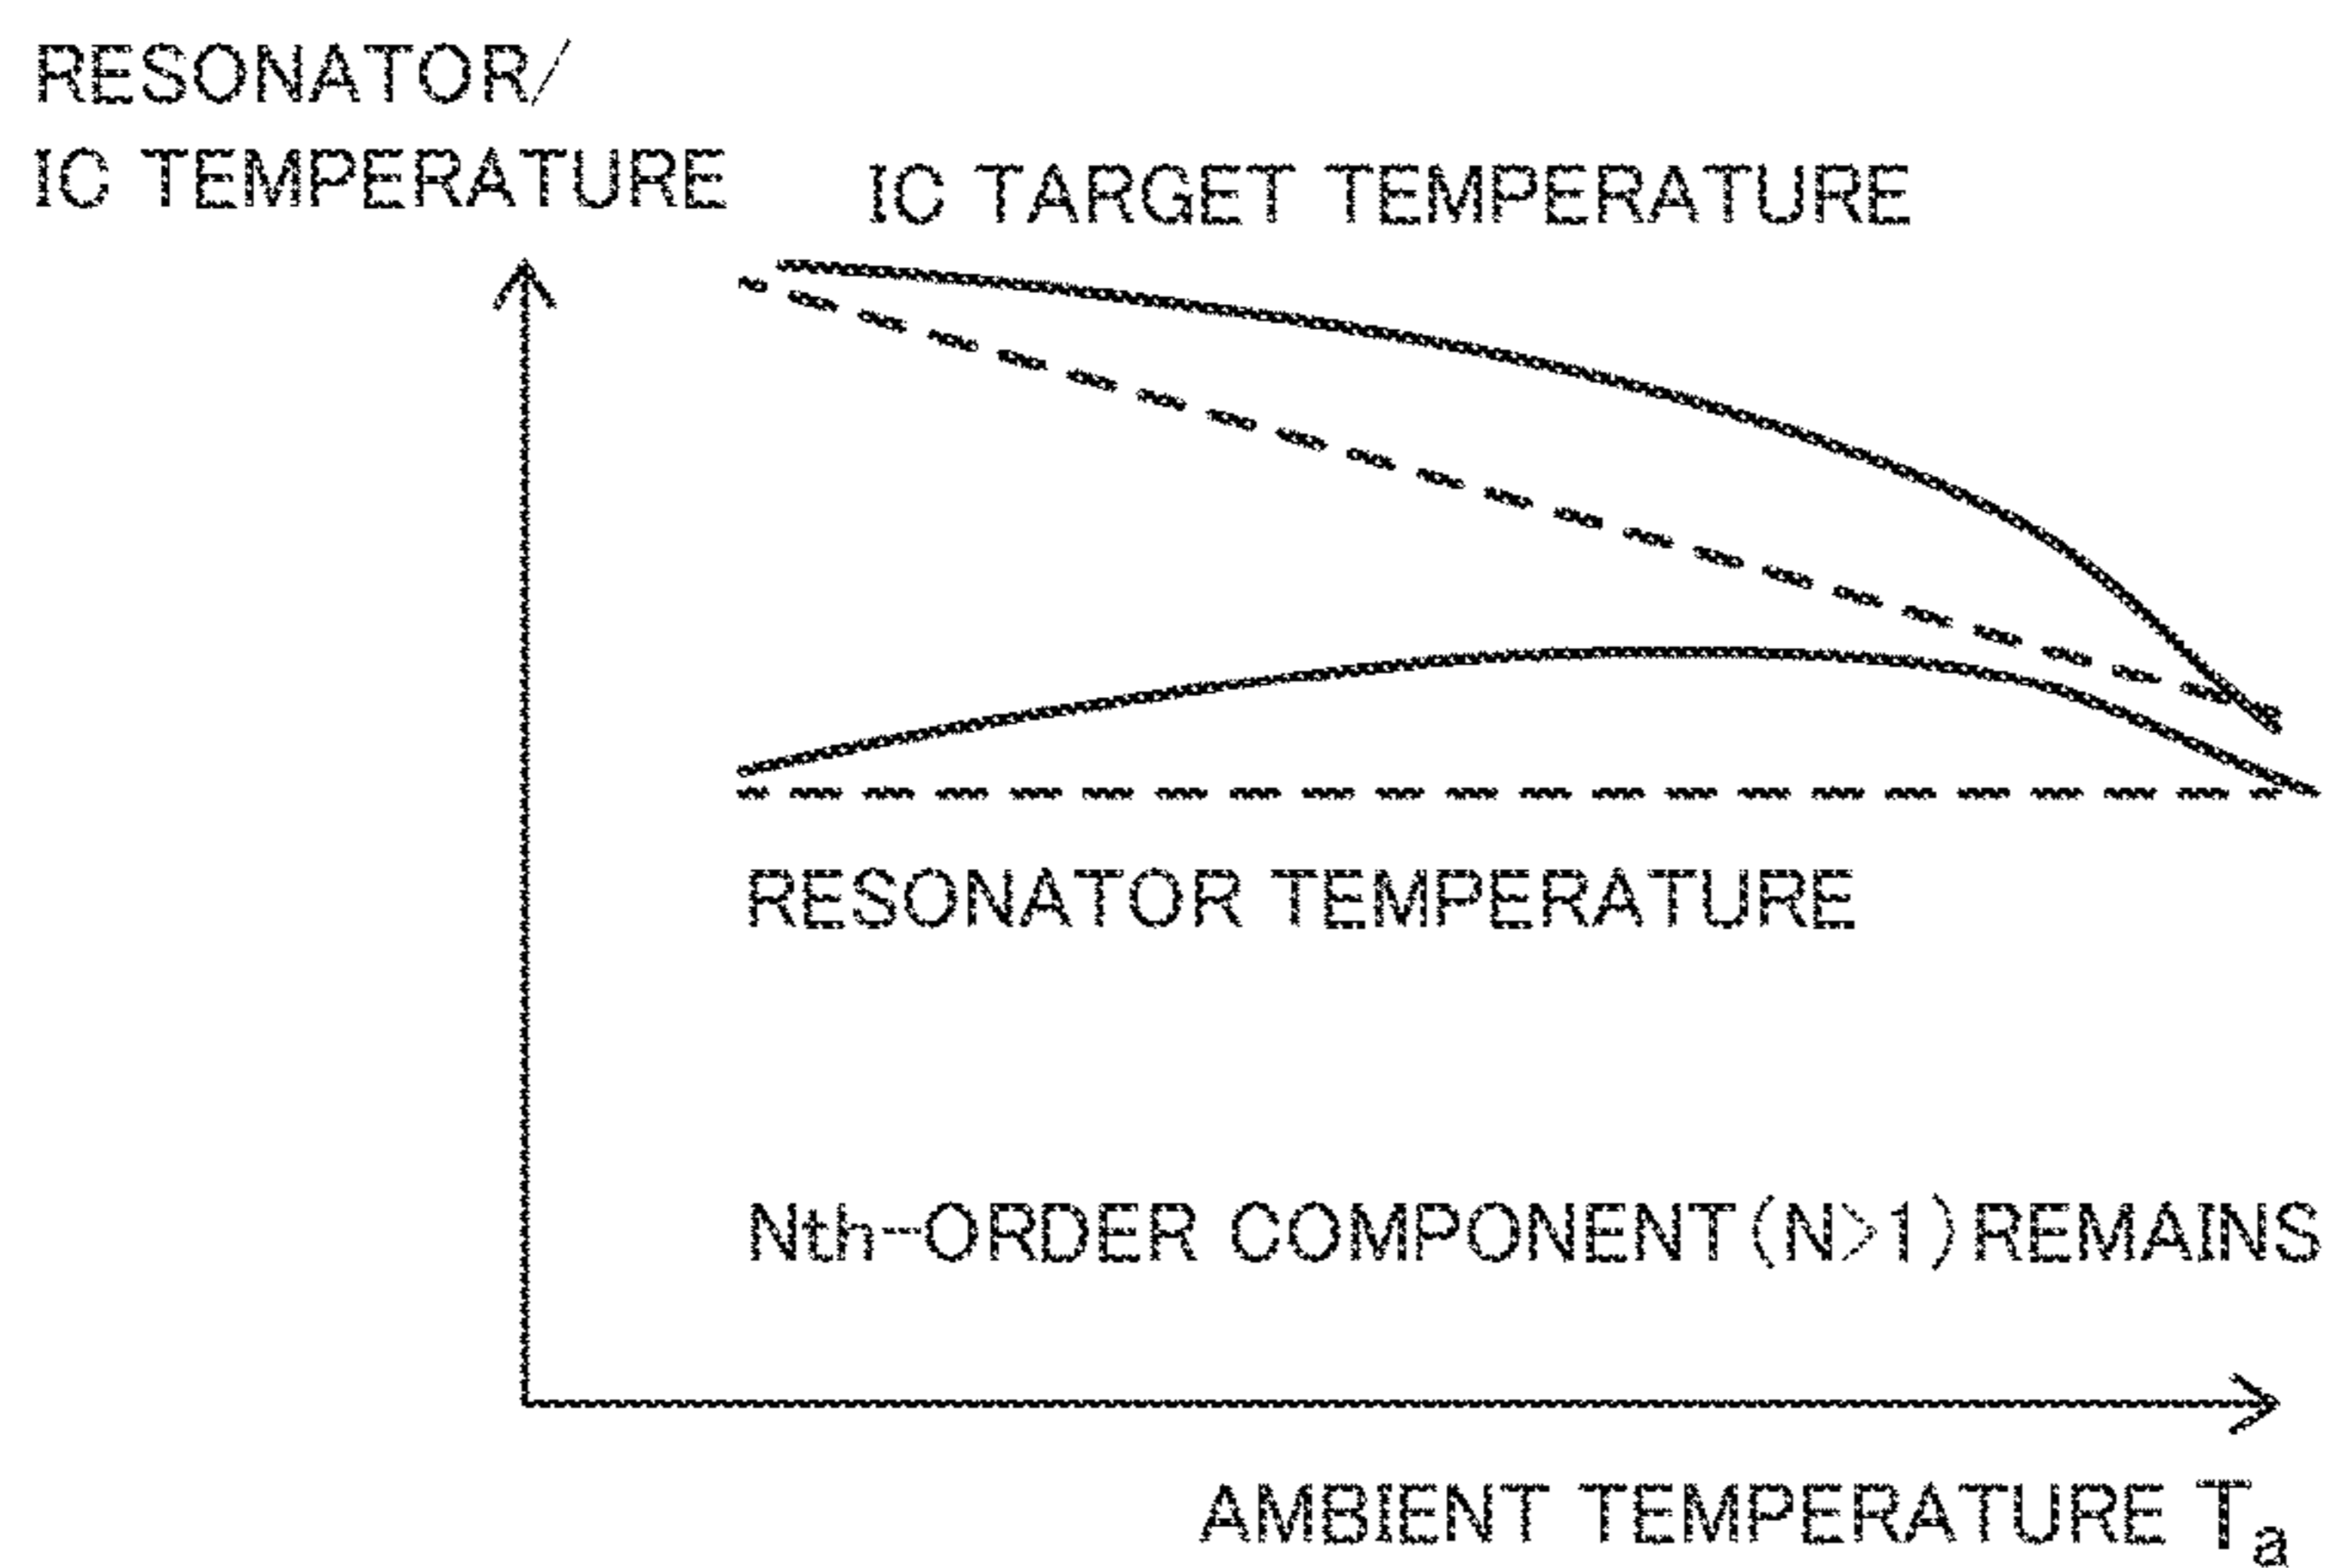 RESONATOR/
IC TEMPERATURE
IC TARGET TEMPERATURE
RESONATOR TEMPERATURE
Nth-ORDER COMPONENT(N>1)REMAINS
AMBIENT TEMPERATURE Ta